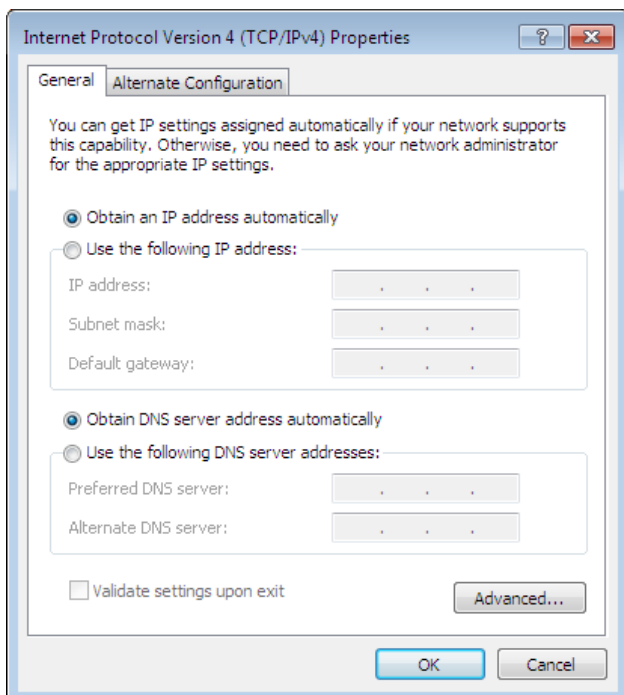 Internet Protocol Version 4 (TCP/IPv4) Properties
General
Alternate Configuration
You can get IP settings assigned automatically if your network supports
this capability. Otherwise, you need to ask your network administrator
for the appropriate IP settings.
Obtain an IP address automatically
Use the following IP address:
IP address:
Subnet mask:
Default gateway:
Obtain DNS server address automatically
Use the following DNS server addresses:
Preferred DNS server:
Alternate DNS server:
Validate settings upon exit
Advanced...
OK
Cancel